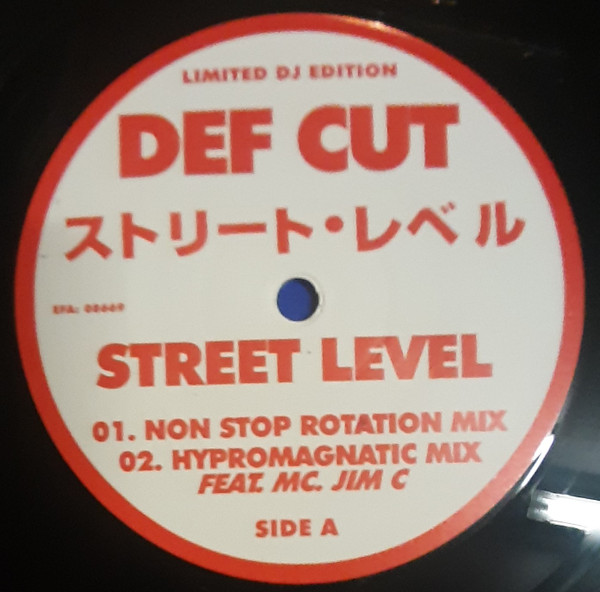 LIMITED DJ EDITION
DEF CUT
ストリート・レベル
EFA: 08669
STREET LEVEL
01. NON STOP ROTATION MIX
02. HYPROMAGNATIC MIX
FEAT. MC. JIM C
SIDE A